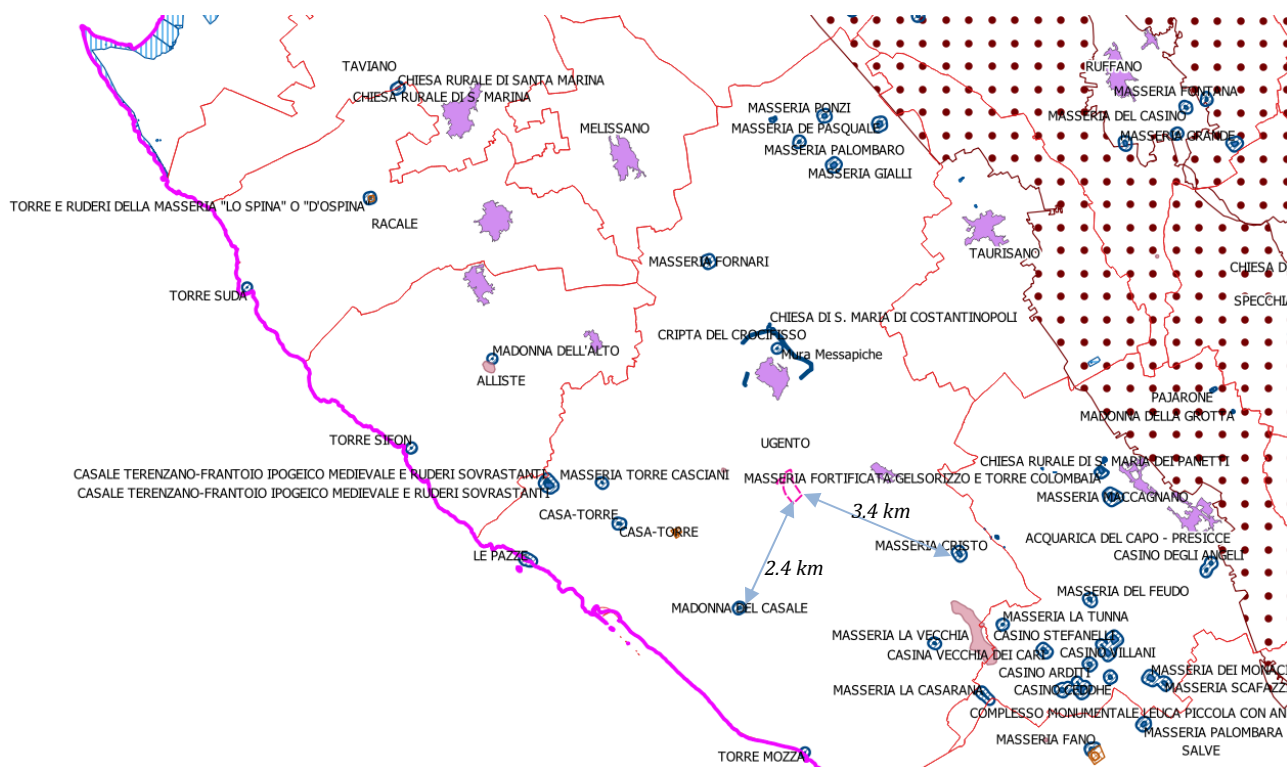 TAVIANO
CHIESA RURALE DI SANTA MARINA
CHIESA RURALE DI S. MARINA
MELISSANO
RUFFANO
MASSERIA FONTANA
MASSERIA PONZI
MASSERIA DEL CASINO
MASSERIA DE PASQUALE
MASSERIA GRANDE
MASSERIA PALOMBARO
MASSERIA GIALLI
TORRE E RUDERI DELLA MASSERIA "LO SPINA" O "D'OSPINA"
RACALE
TAURISANO
MASSERIA FORNARI
CHIESA D
TORRE SUDA
SPECCHIA
CHIESA DI S. MARIA DI COSTANTINOPOLI
CRIPTA DEL CROCIFISSO
Mura Messapiche
MADONNA DELL'ALTO
ALLISTE
PAJARONE
MADONNA DELLA GROTTA
TORRE SIFON
UGENTO
CHIESA RURALE DI S. MARIA DEI PANETTI
CASALE TERENZANO-FRANTOIO IPOGEICO MEDIEVALE E RUDERI SOVRASTANTI
MASSERIA TORRE CASCIANI
MASSERIA FORTIFICATA GELSORIZZO E TORRE COLOMBAIA
CASALE TERENZANO-FRANTOIO IPOGEICO MEDIEVALE E RUDERI SOVRASTANTI
MASSERIA MACCAGNANO
3.4 km
CASA-TORRE
CASA-TORRE
ACQUARICA DEL CAPO - PRESICCE
MASSERIA CRISTO
LE PAZZE
CASINO DEGLI ANGELI
2.4 km
MASSERIA DEL FEUDO
MADONNA DEL CASALE
MASSERIA LA TUNNA
MASSERIA LA VECCHIA
CASINO STEFANELLI
CASINA VECCHIA DEI CARI
CASINO VILLANI
CASINO ARDITI
MASSERIA DEI MONACI
MASSERIA LA CASARANA
MASSERIA SCAFAZZ
COMPLESSO MONUMENTALE LEUCA PICCOLA CON AN
MASSERIA PALOMBARA
MASSERIA FANO
SALVE
TORRE MOZZA